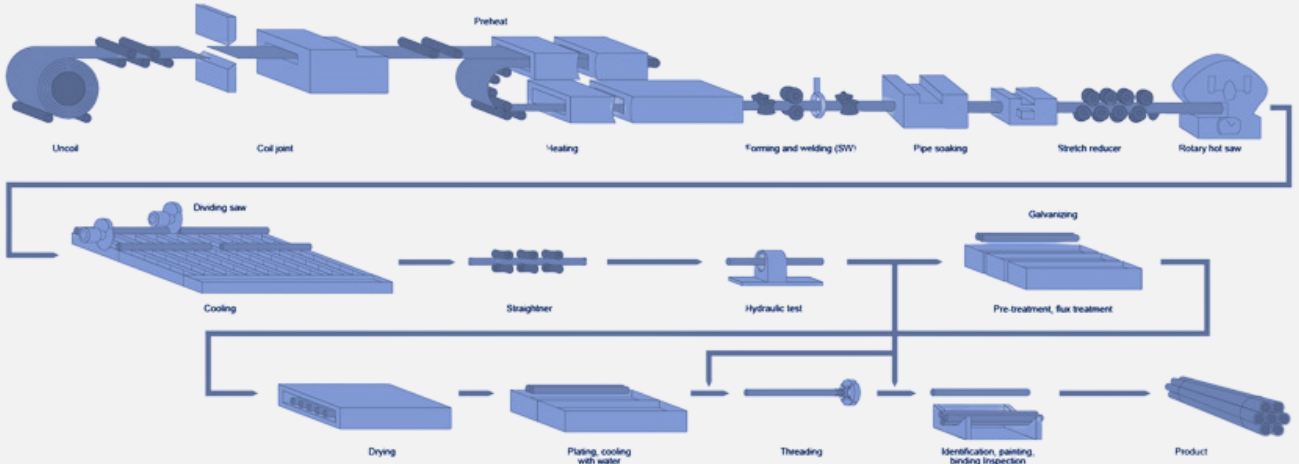 Preheat
Uncoil
Coil joint
Heating
Forming and welding (SW)
Pipe soaking
Stretch reducer
Rotary hot saw
Dividing saw
Galvanizing
Cooling
Straightner
Hydraulic test
Pre-treatment, flux treatment
Drying
Plating, cooling
with water
Threading
Identification, painting,
binding Inspection
Product